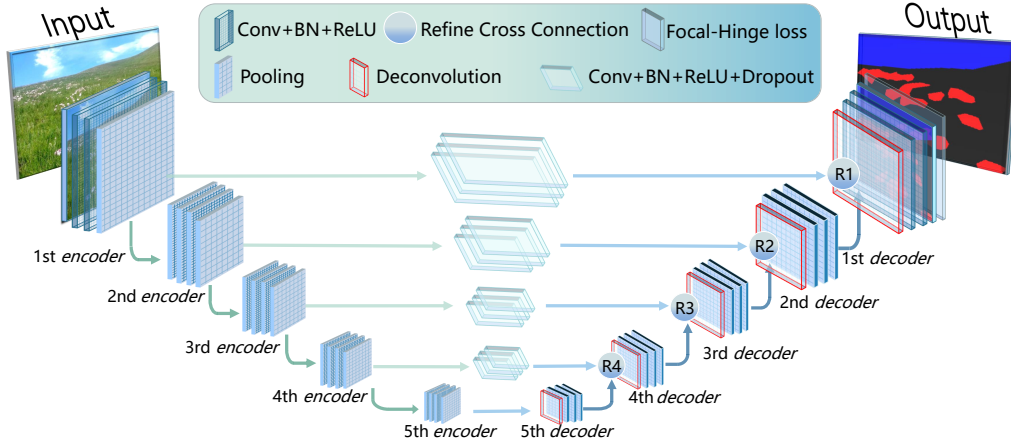 Input
Output
Conv+BN+ReLU
Refine Cross Connection
Focal-Hinge loss
Pooling
Deconvolution
Conv+BN+ReLU+Dropout
R1
R2
R3
R4
1st encoder
2nd encoder
3rd encoder
4th encoder
5th encoder
5th decoder
4th decoder
3rd decoder
2nd decoder
1st decoder